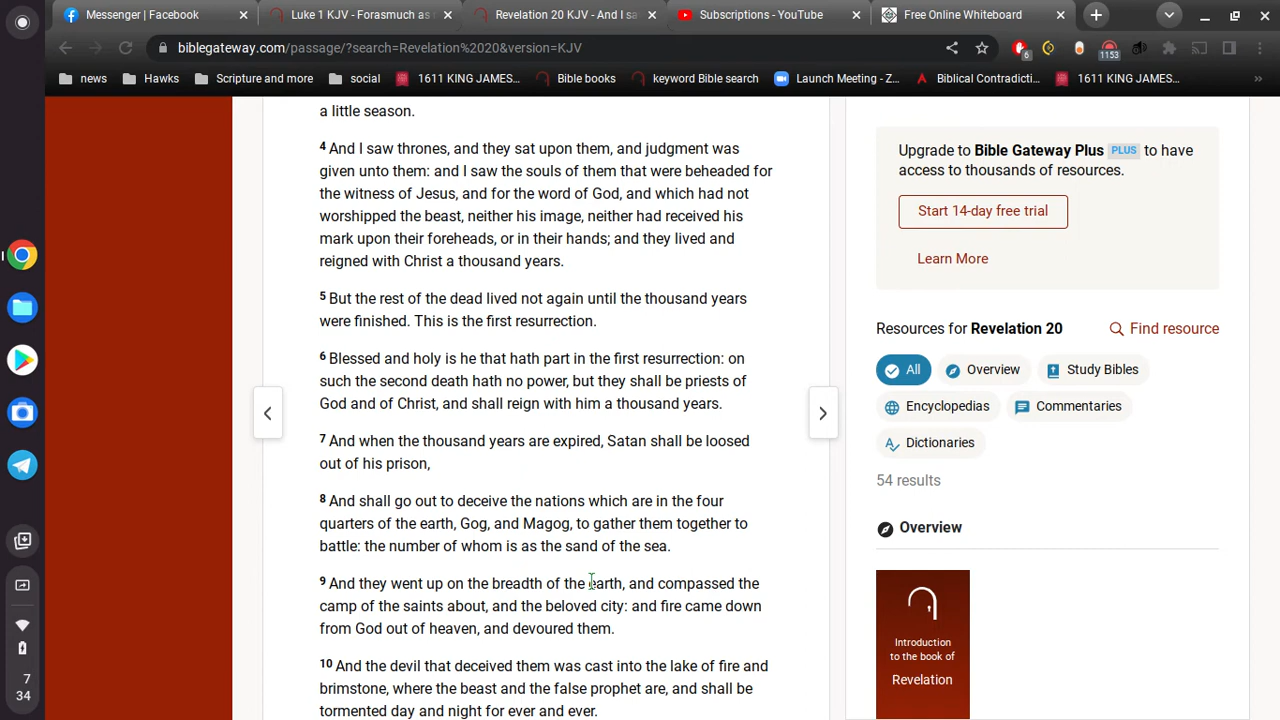 Messenger | Facebook
Luke 1 KJV - Forasmuch as
Revelation 20 KJV - And I sa
Subscriptions - YouTube
Free Online Whiteboard
biblegateway.com/passage/?search=Revelation%2020&version=KJV
6
1153
news
Hawks
Scripture and more
social
1611 KING JAMES...
Bible books
keyword Bible search
Launch Meeting - Z...
Biblical Contradicti...
1611 KING JAMES...
a little season.
4 And I saw thrones, and they sat upon them, and judgment was
given unto them: and I saw the souls of them that were beheaded for
the witness of Jesus, and for the word of God, and which had not
worshipped the beast, neither his image, neither had received his
mark upon their foreheads, or in their hands; and they lived and
reigned with Christ a thousand years.
5 But the rest of the dead lived not again until the thousand years
were finished. This is the first resurrection.
6 Blessed and holy is he that hath part in the first resurrection: on
such the second death hath no power, but they shall be priests of
God and of Christ, and shall reign with him a thousand years.
7 And when the thousand years are expired, Satan shall be loosed
out of his prison,
8 And shall go out to deceive the nations which are in the four
quarters of the earth, Gog, and Magog, to gather them together to
battle: the number of whom is as the sand of the sea.
9 And they went up on the breadth of the earth, and compassed the
camp of the saints about, and the beloved city: and fire came down
from God out of heaven, and devoured them.
10 And the devil that deceived them was cast into the lake of fire and
brimstone, where the beast and the false prophet are, and shall be
tormented day and night for ever and ever.
Upgrade to Bible Gateway Plus PLUS to have
access to thousands of resources.
Start 14-day free trial
Learn More
Resources for Revelation 20
Find resource
All
Overview
Study Bibles
Encyclopedias
Commentaries
Dictionaries
54 results
Overview
Introduction
to the book of
Revelation
7
34